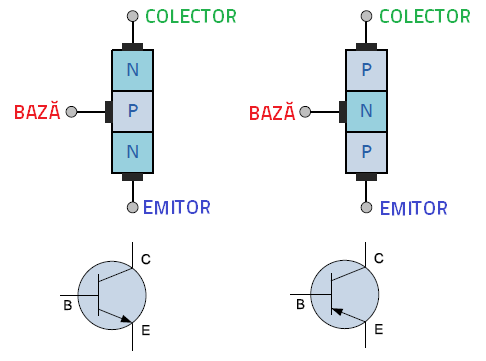 COLECTOR COLECTOR
N P
BAZĂ P BAZĂ N
N P
EMITOR EMITOR
C C
B B
E E